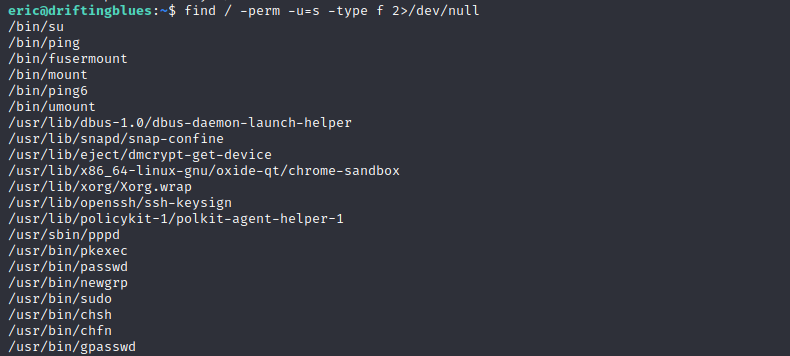 eric@driftingblues:~$ find / -perm -u=s -type f 2>/dev/null
/bin/su
/bin/ping
/bin/fusermount
/bin/mount
/bin/ping6
/bin/umount
/usr/lib/dbus-1.0/dbus-daemon-launch-helper
/usr/lib/snapd/snap-confine
/usr/lib/eject/dmcrypt-get-device
/usr/lib/x86_64-linux-gnu/oxide-qt/chrome-sandbox
/usr/lib/xorg/Xorg.wrap
/usr/lib/openssh/ssh-keysign
/usr/lib/policykit-1/polkit-agent-helper-1
/usr/sbin/pppd
/usr/bin/pkexec
/usr/bin/passwd
/usr/bin/newgrp
/usr/bin/sudo
/usr/bin/chsh
/usr/bin/chfn
/usr/bin/gpasswd